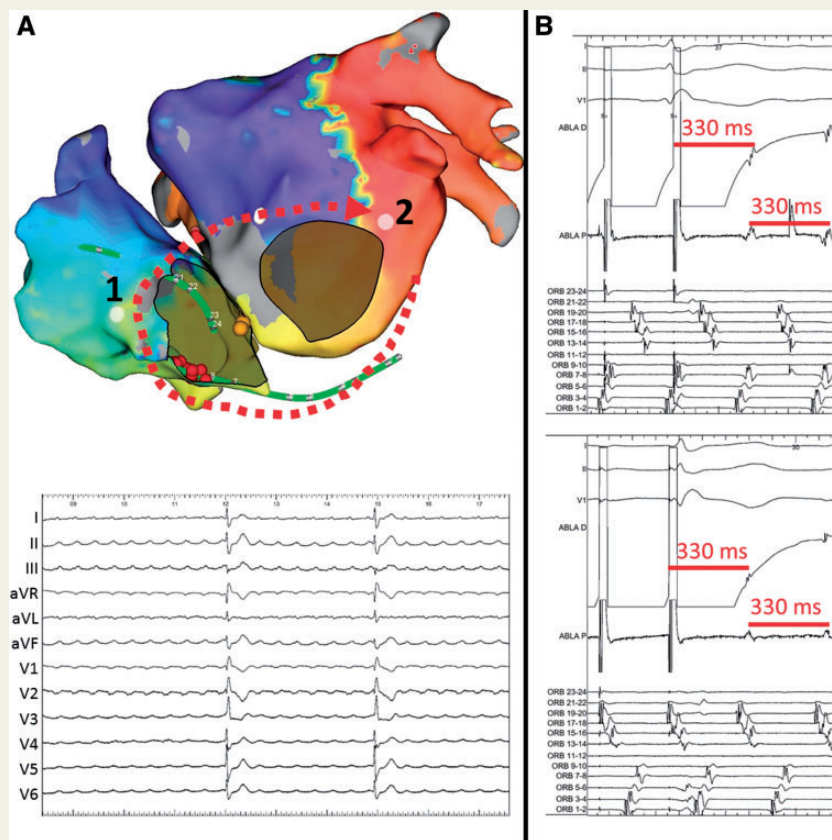 A
1
2
21
22
23
24
09
10
11
12
13
14
15
16
17
I
II
III
aVR
aVL
aVF
V1
V2
V3
V4
V5
V6
B
37
I
II
V1
ABLA D
330 ms
330 ms
ABLA P
ORB 23-24
ORB 21-22
ORB 19-20
ORB 17-18
ORB 15-16
ORB 13-14
ORB 11-12
ORB 9-10
ORB 7-8
ORB 5-6
ORB 3-4
ORB 1-2
I
II
V1
ABLA D
330 ms
330 ms
ABLA P
ORB 23-24
ORB 21-22
ORB 19-20
ORB 17-18
ORB 15-16
ORB 13-14
ORB 11-12
ORB 9-10
ORB 7-8
ORB 5-6
ORB 3-4
ORB 1-2